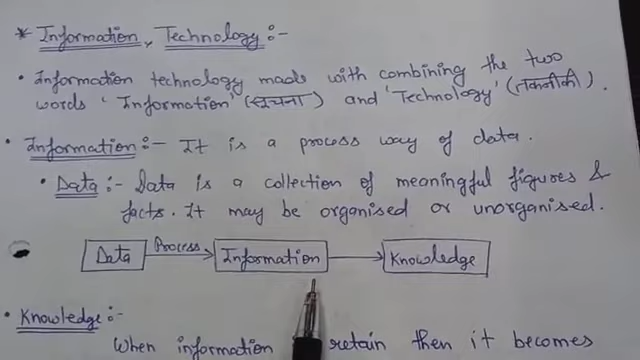 * Information, Technology :-
• Information technology made with combining the two
words 'Information' (सूचना) and 'Technology' (तकनीकी).
• Information :- It is a process way of data.
• Data :- Data is a collection of meaningful figures &
facts. It may be organised or unorganised.
Data Process Information Knowledge
• Knowledge :-
When information retain then it becomes